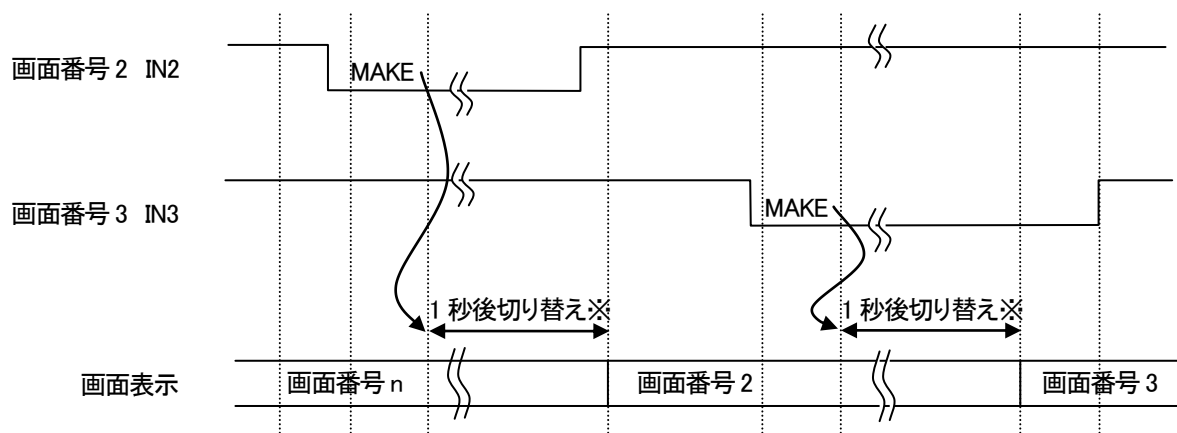 画面番号 2 IN2
MAKE
画面番号 3 IN3
MAKE
1 秒後切り替え※
1 秒後切り替え※
画面表示
画面番号 n
画面番号 2
画面番号 3